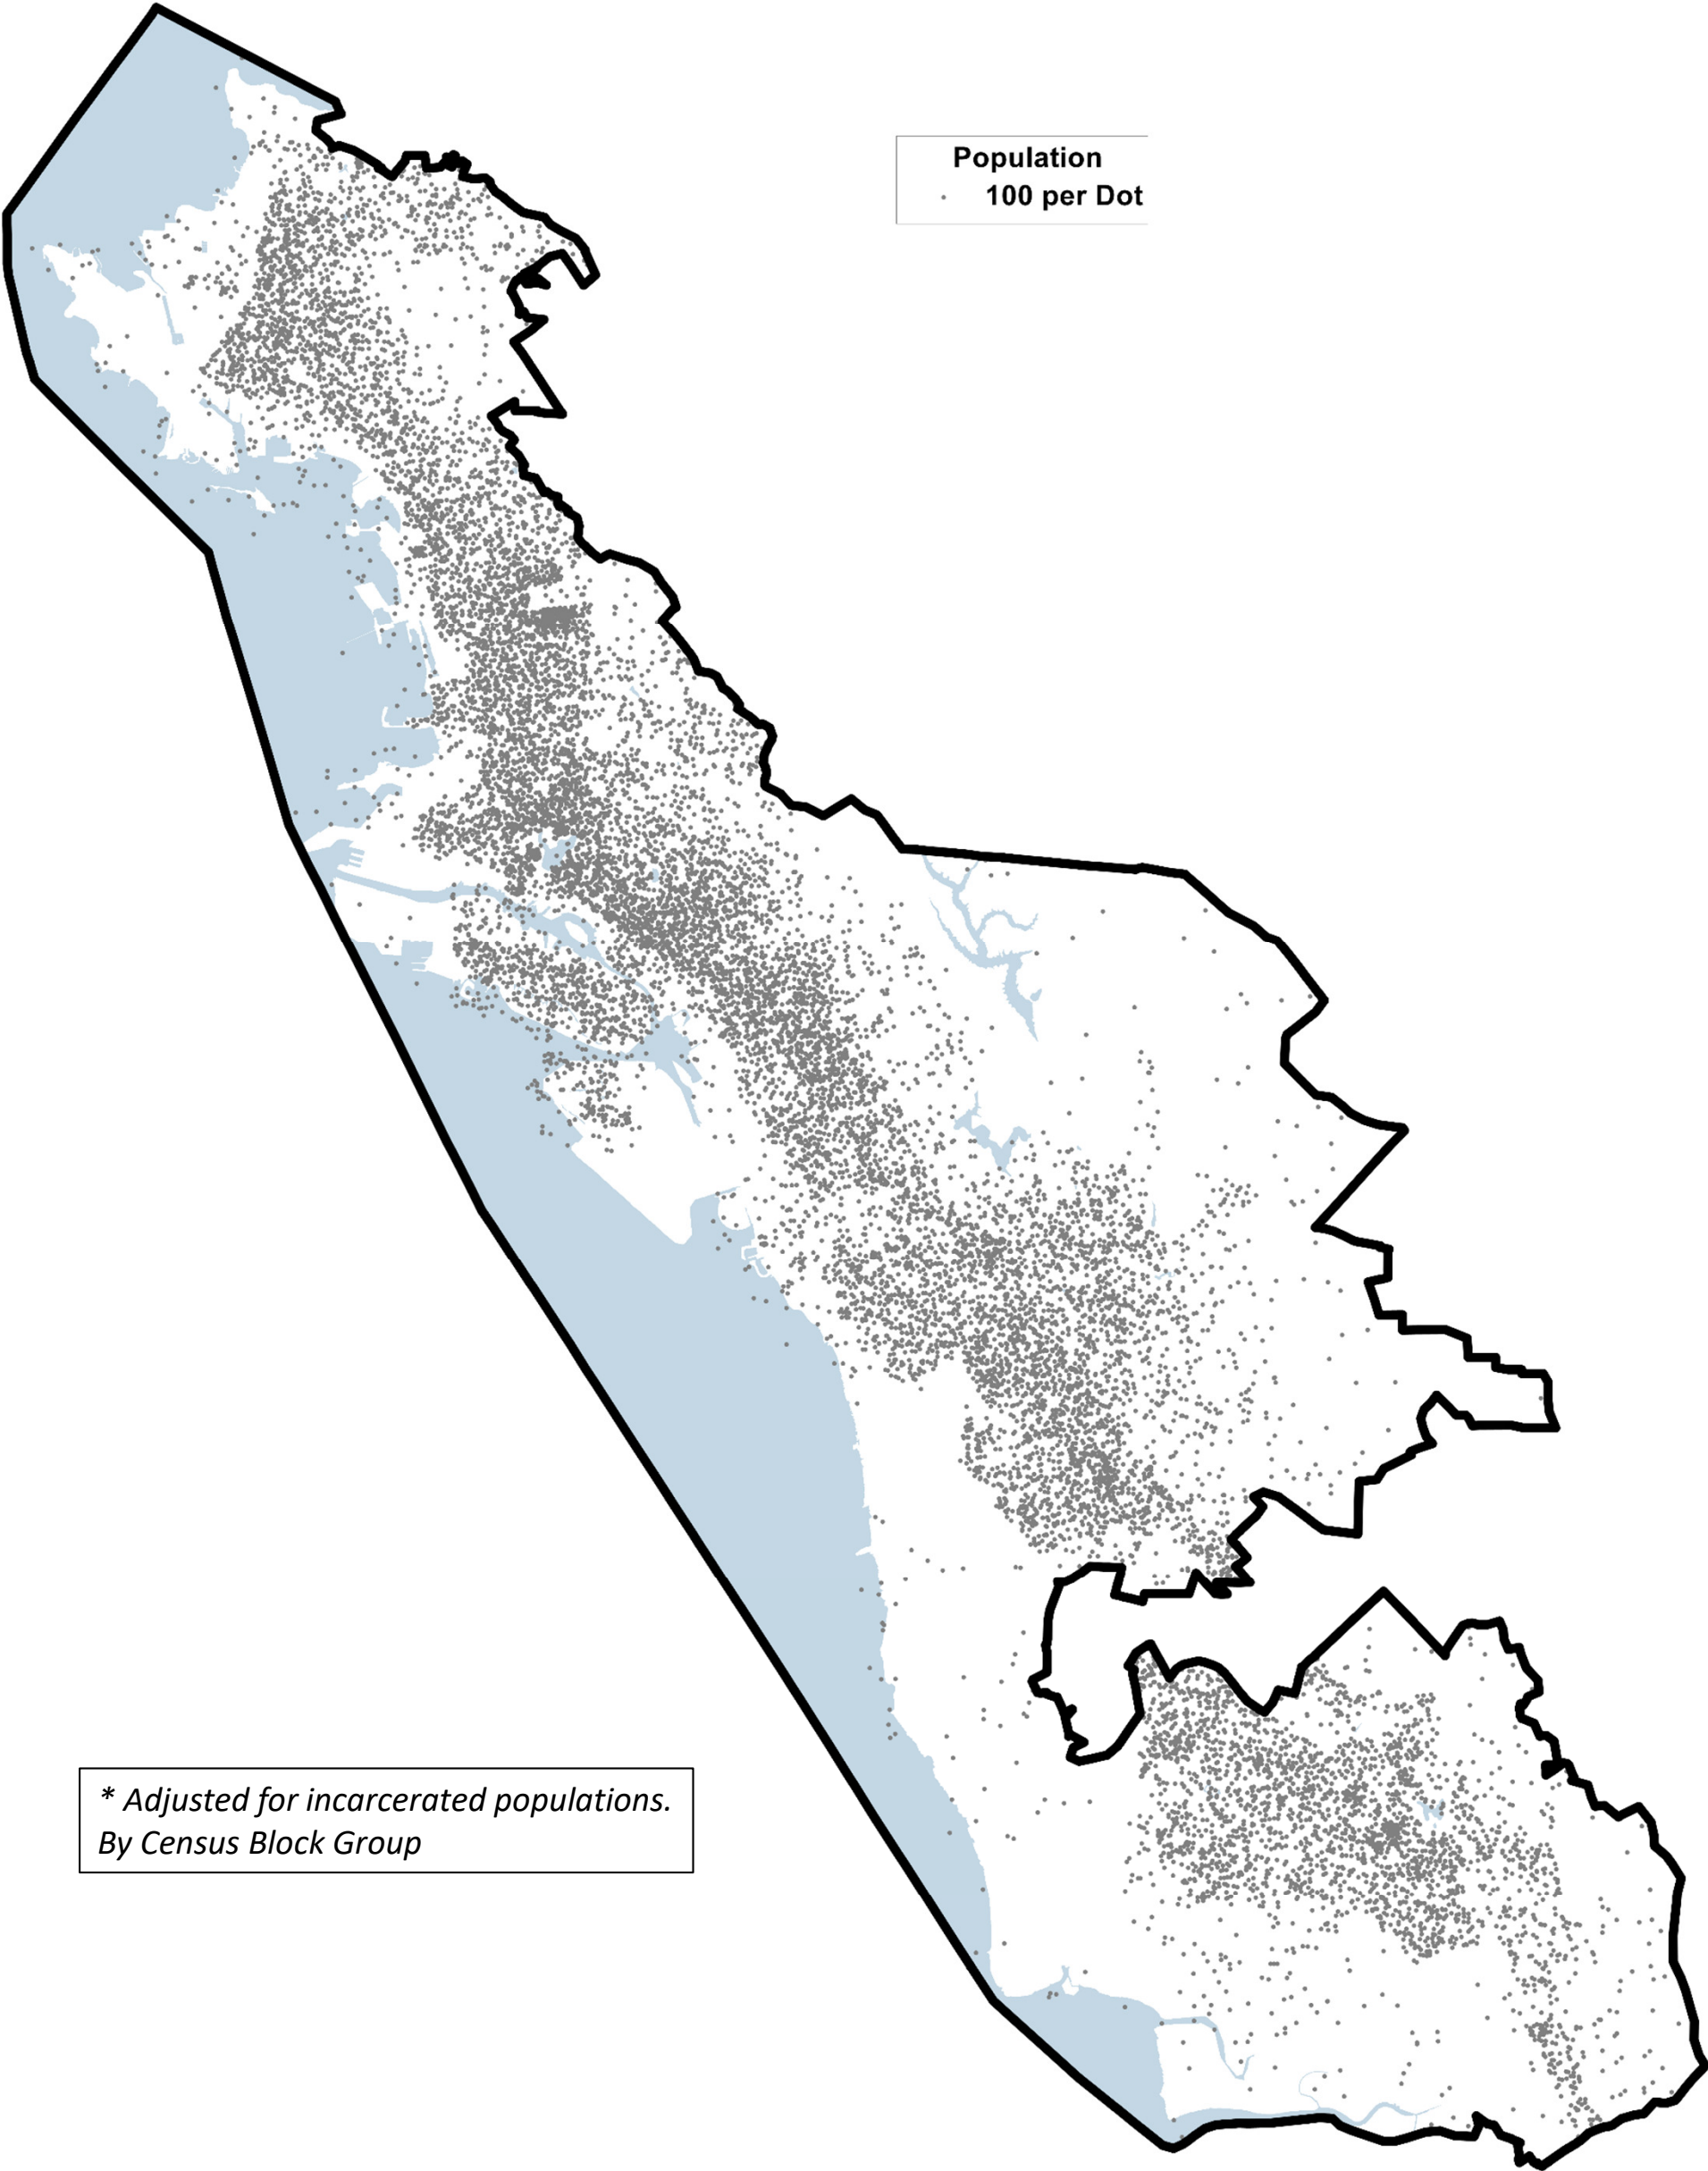 Population
100 per Dot
* Adjusted for incarcerated populations.
By Census Block Group